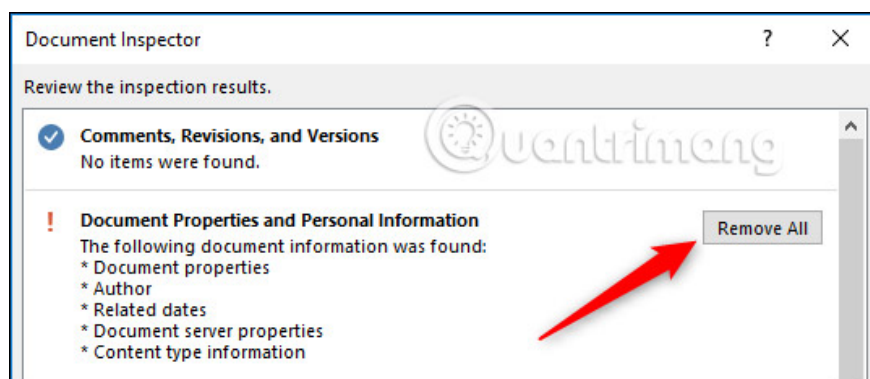 Document Inspector
?
Review the inspection results.
Comments, Revisions, and Versions
No items were found.
Quantrimang
! Document Properties and Personal Information
Remove All
The following document information was found:
* Document properties
* Author
* Related dates
* Document server properties
* Content type information